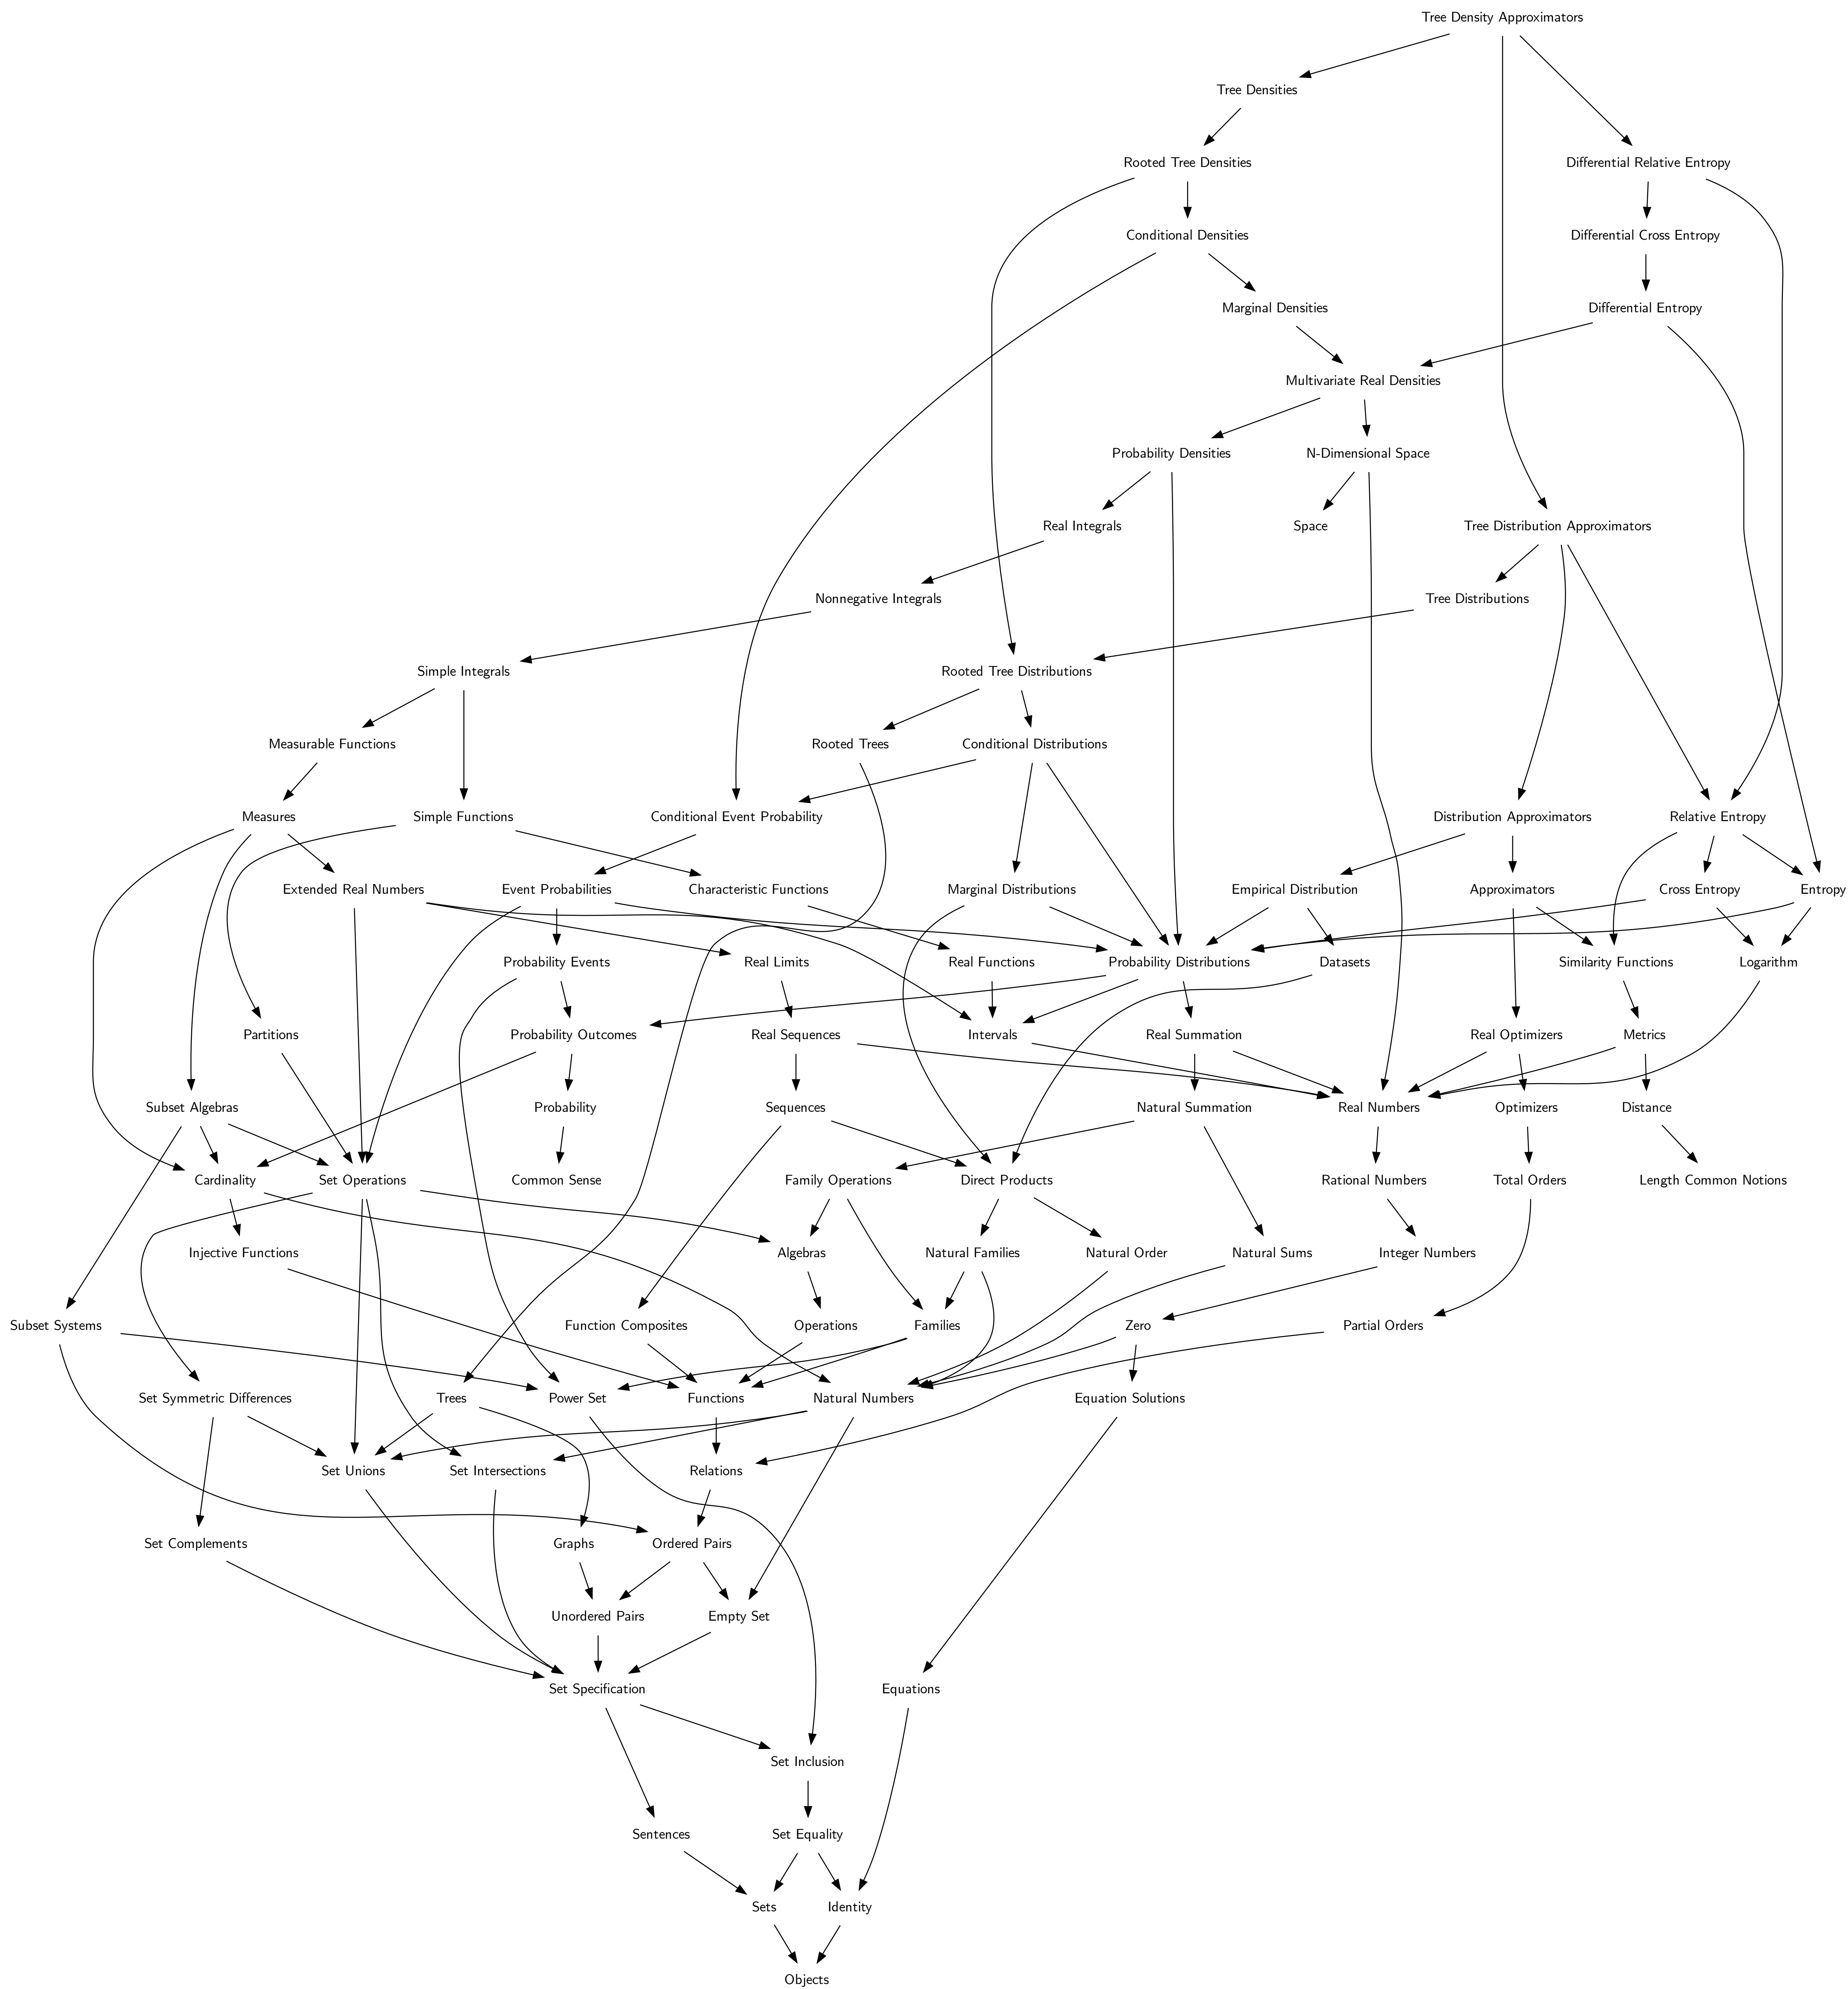 Tree Density Approximators
Tree Densities
Rooted Tree Densities
Differential Relative Entropy
Conditional Densities
Differential Cross Entropy
Marginal Densities
Differential Entropy
Multivariate Real Densities
Probability Densities
N-Dimensional Space
Real Integrals
Space
Tree Distribution Approximators
Nonnegative Integrals
Tree Distributions
Simple Integrals
Rooted Tree Distributions
Measurable Functions
Rooted Trees
Conditional Distributions
Measures
Simple Functions
Conditional Event Probability
Distribution Approximators
Relative Entropy
Extended Real Numbers
Event Probabilities
Characteristic Functions
Marginal Distributions
Empirical Distribution
Approximators
Cross Entropy
Entropy
Probability Events
Real Limits
Real Functions
Probability Distributions
Datasets
Similarity Functions
Logarithm
Partitions
Probability Outcomes
Real Sequences
Intervals
Real Summation
Real Optimizers
Metrics
Subset Algebras
Probability
Sequences
Natural Summation
Real Numbers
Optimizers
Distance
Cardinality
Set Operations
Common Sense
Family Operations
Direct Products
Rational Numbers
Total Orders
Length Common Notions
Injective Functions
Algebras
Natural Families
Natural Order
Natural Sums
Integer Numbers
Subset Systems
Function Composites
Operations
Families
Zero
Partial Orders
Set Symmetric Differences
Trees
Power Set
Functions
Natural Numbers
Equation Solutions
Set Unions
Set Intersections
Relations
Set Complements
Graphs
Ordered Pairs
Unordered Pairs
Empty Set
Set Specification
Equations
Set Inclusion
Sentences
Set Equality
Sets
Identity
Objects